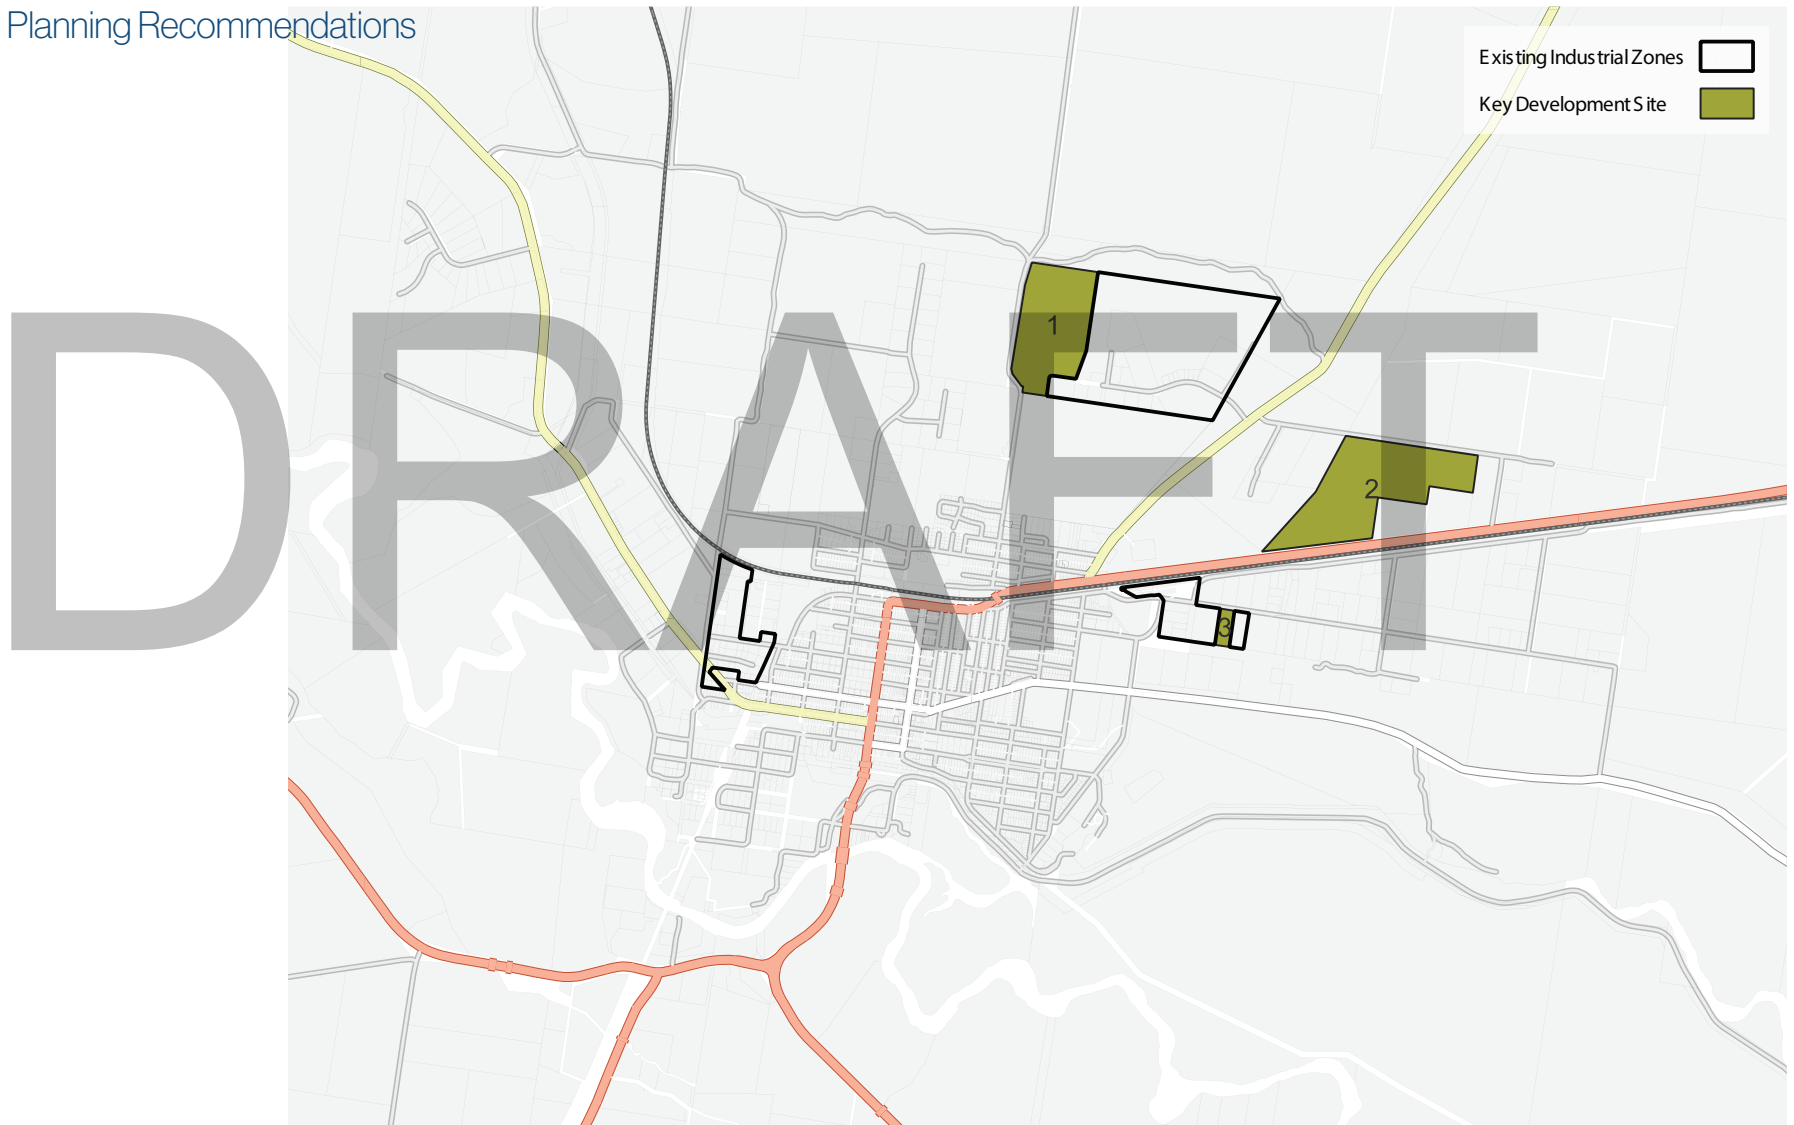 Planning Recommendations
Existing Industrial Zones
Key Development Site
1
2
3
DRAFT